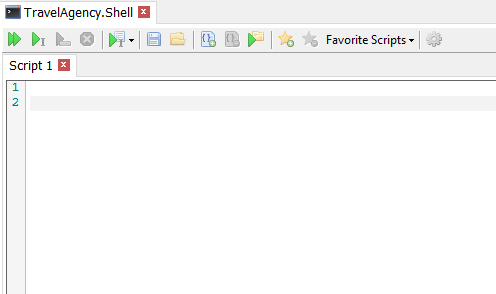 TravelAgency.Shell
Favorite Scripts
Script 1
1
2